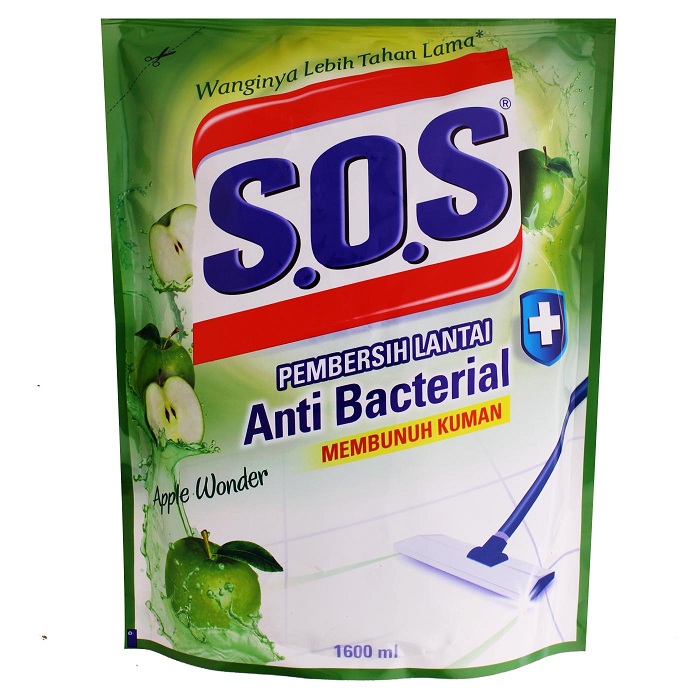 Wanginya Lebih Tahan Lama*
S.O.S®
PEMBERSIH LANTAI
Anti Bacterial
MEMBUNUH KUMAN
Apple Wonder
1600 ml